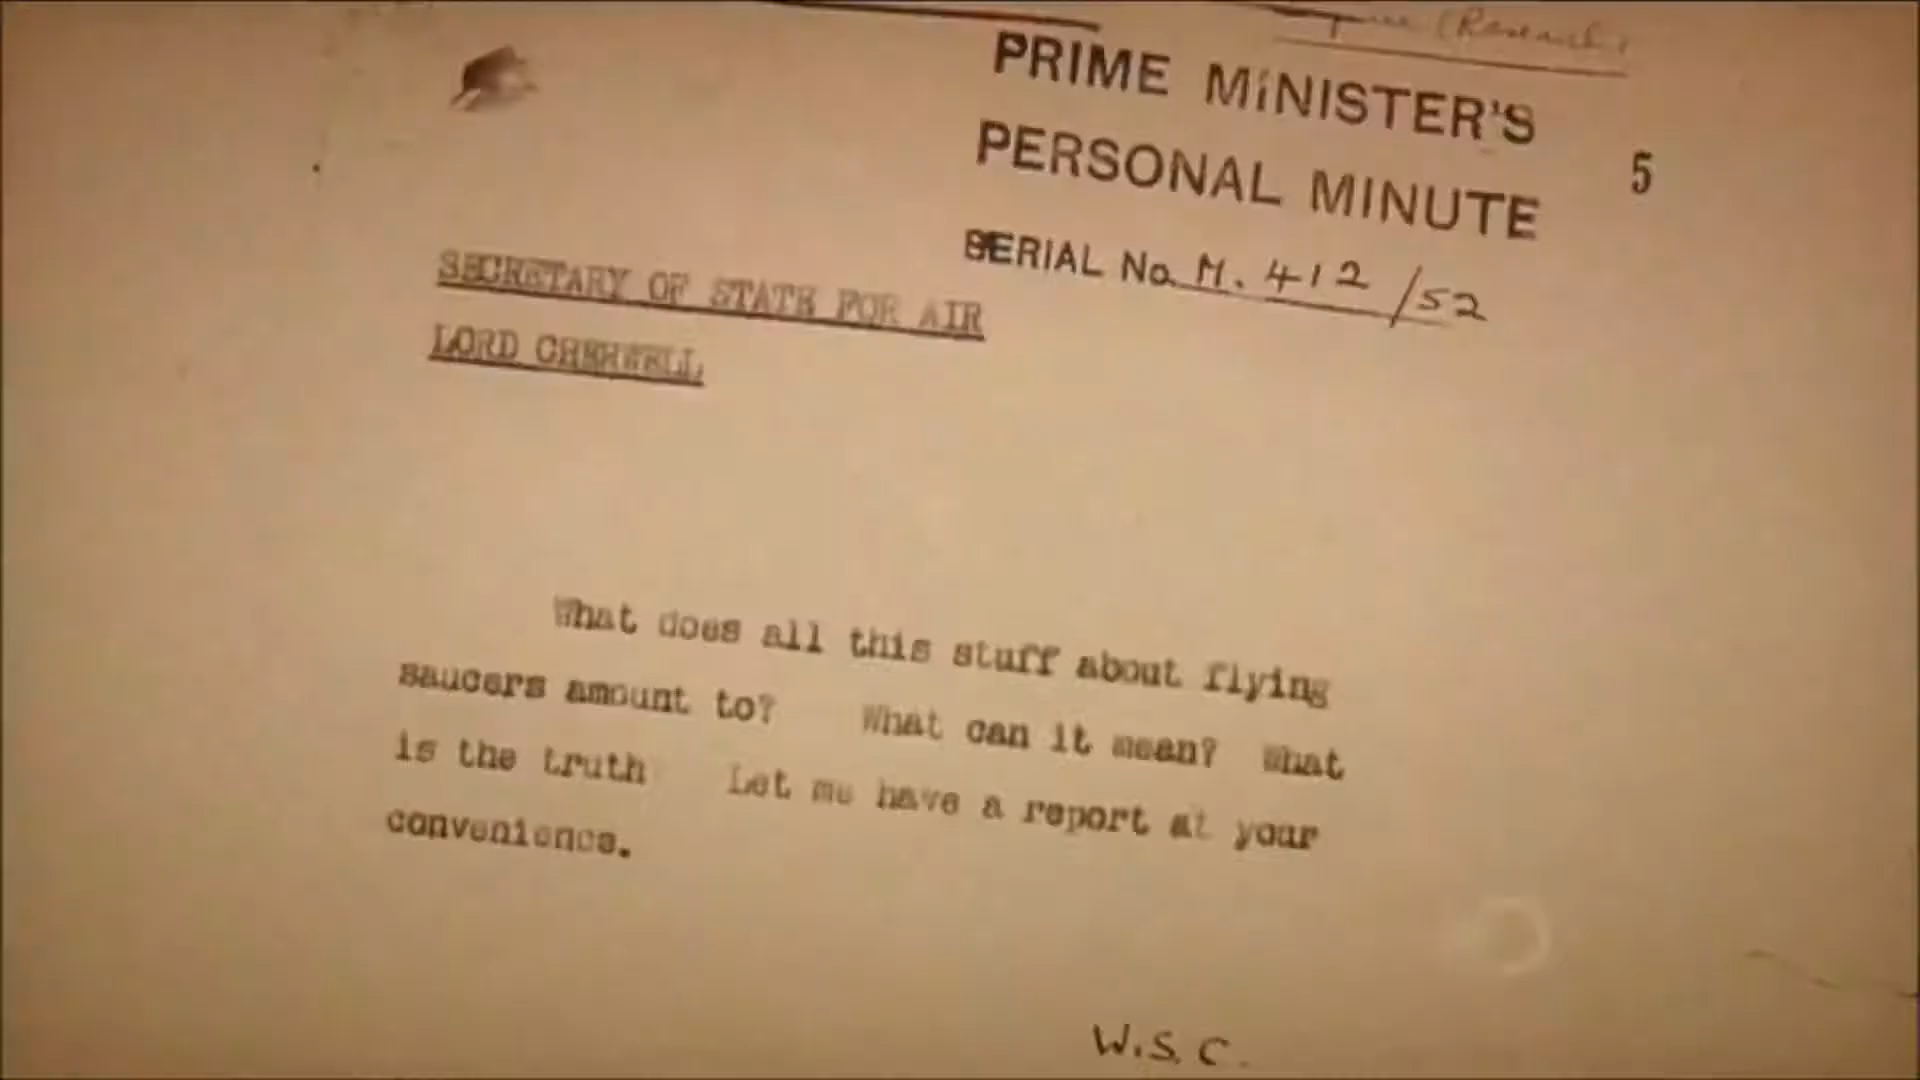 (Research)
PRIME MINISTER'S
PERSONAL MINUTE
5
SERIAL No. M. 412/52
SECRETARY OF STATE FOR AIR
LORD CHERWELL
What does all this stuff about flying
saucers amount to? What can it mean? What
is the truth Let me have a report at your
convenience.
W.S.C.